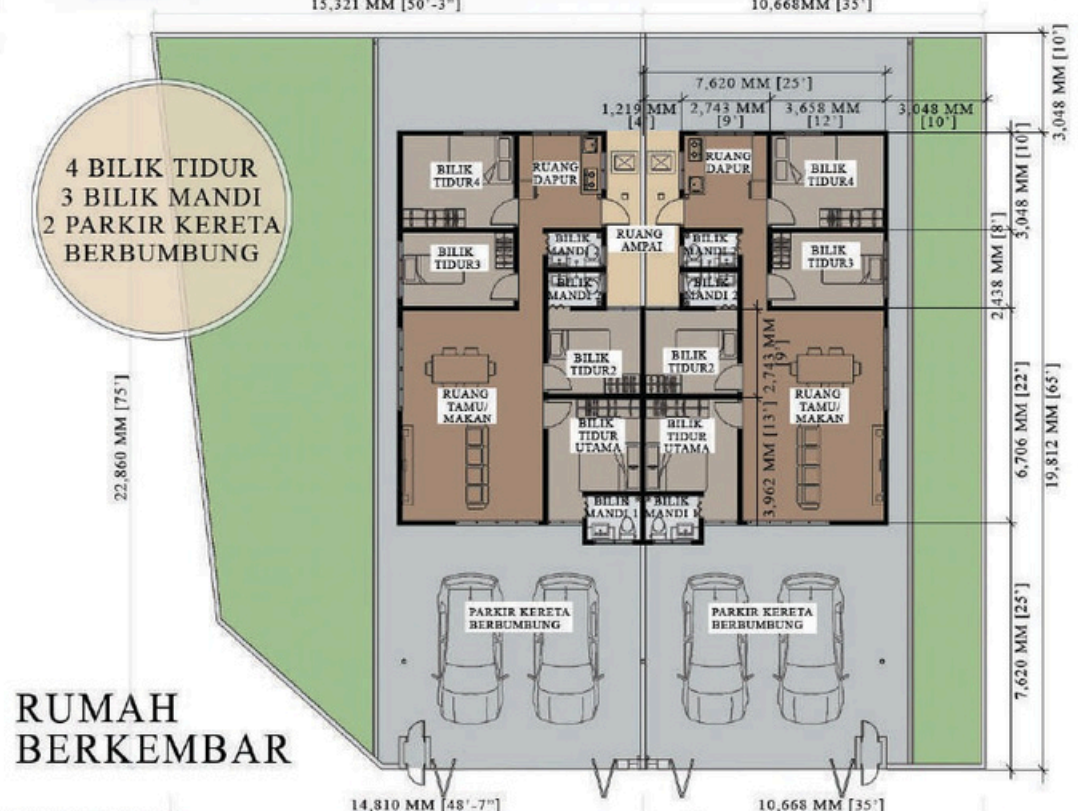 15,321 MM [50'-3"]
10,668MM [35']
3,048 MM [10']
7,620 MM [25']
1,219 MM
[4']
2,743 MM
[9']
3,658 MM
[12']
3,048 MM
[10']
4 BILIK TIDUR
3 BILIK MANDI
2 PARKIR KERETA
BERBUMBUNG
BILIK
TIDUR4
RUANG
DAPUR
RUANG
DAPUR
BILIK
TIDUR4
3,048 MM [10']
RUANG
AMPAI
BILIK
TIDUR3
BILIK
MANDI
BILIK
MANDI
BILIK
TIDUR3
2,438 MM [8']
BILIK
MANDI 2
BILIK
MANDI 2
BILIK
TIDUR2
BILIK
TIDUR2
2,743 MM
[9']
RUANG
TAMU/
MAKAN
BILIK
TIDUR
UTAMA
BILIK
TIDUR
UTAMA
RUANG
TAMU/
MAKAN
22,860 MM [75']
3,962 MM [13']
6,706 MM [22']
19,812 MM [65']
BILIK
MANDI 1
BILIK
MANDI 1
PARKIR KERETA
BERBUMBUNG
PARKIR KERETA
BERBUMBUNG
7,620 MM [25']
RUMAH
BERKEMBAR
14,810 MM [48'-7"]
10,668 MM [35']